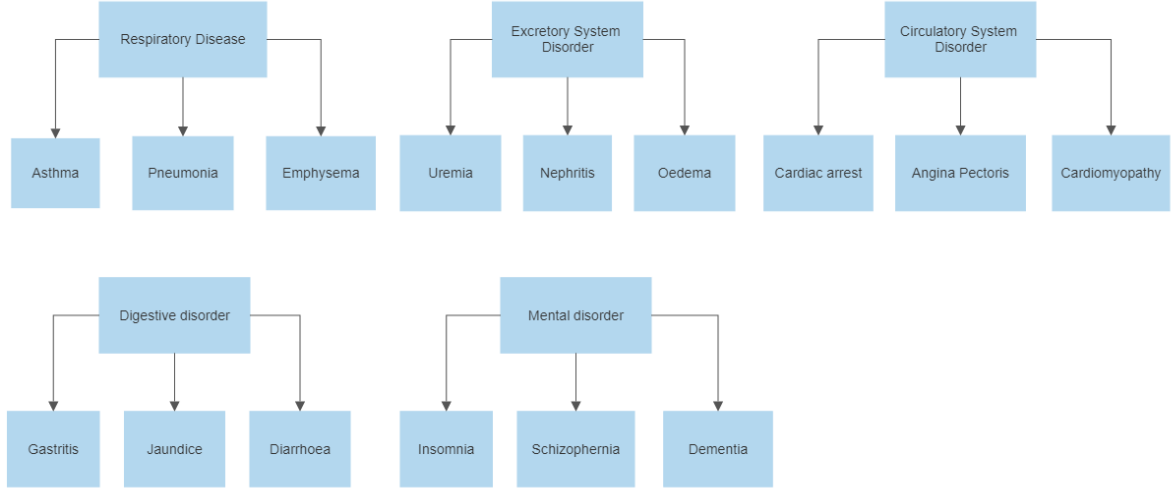 Respiratory Disease
Excretory System
Disorder
Circulatory System
Disorder
Asthma
Pneumonia
Emphysema
Uremia
Nephritis
Oedema
Cardiac arrest
Angina Pectoris
Cardiomyopathy
Digestive disorder
Mental disorder
Gastritis
Jaundice
Diarrhoea
Insomnia
Schizophernia
Dementia